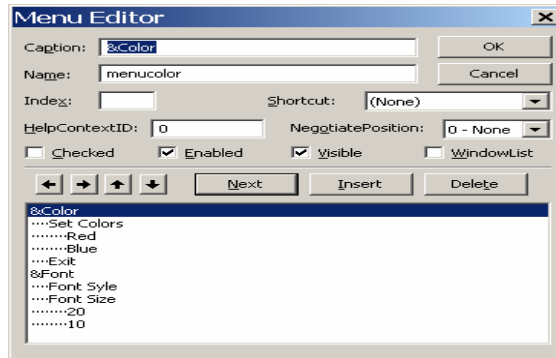 Menu Editor
Caption: &Color OK
Name: menucolor Cancel
Index: Shortcut: (None)
HelpContextID: 0 NegotiatePosition: 0 - None
Checked Enabled Visible WindowList
Next Insert Delete
&Color
····Set Colors
········Red
········Blue
····Exit
&Font
····Font Syle
····Font Size
········20
········10